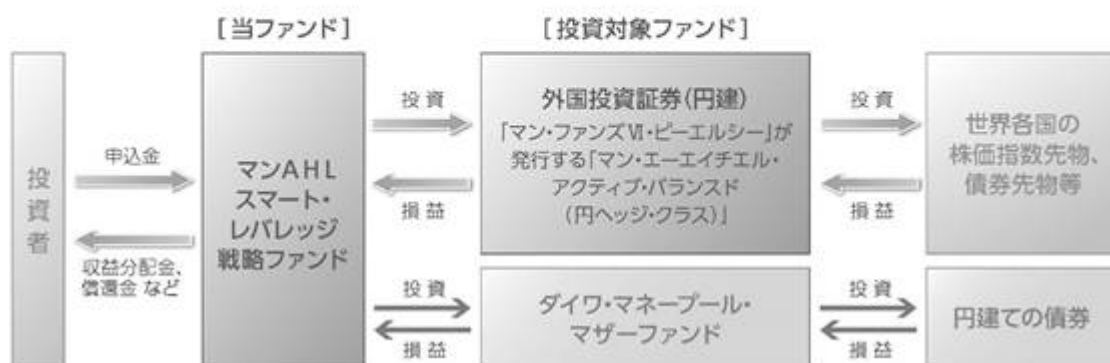 [当ファンド]
[投資対象ファンド]
投資者
申込金
収益分配金、
償還金 など
マンAHL
スマート・
レバレッジ
戦略ファンド
投資
損益
外国投資証券(円建)
「マン・ファンズⅥ・ピーエルシー」が
発行する「マン・エーエイチエル・
アクティブ・バランスド
(円ヘッジ・クラス)」
投資
損益
世界各国の
株価指数先物、
債券先物等
投資
損益
ダイワ・マネープール・
マザーファンド
投資
損益
円建ての債券